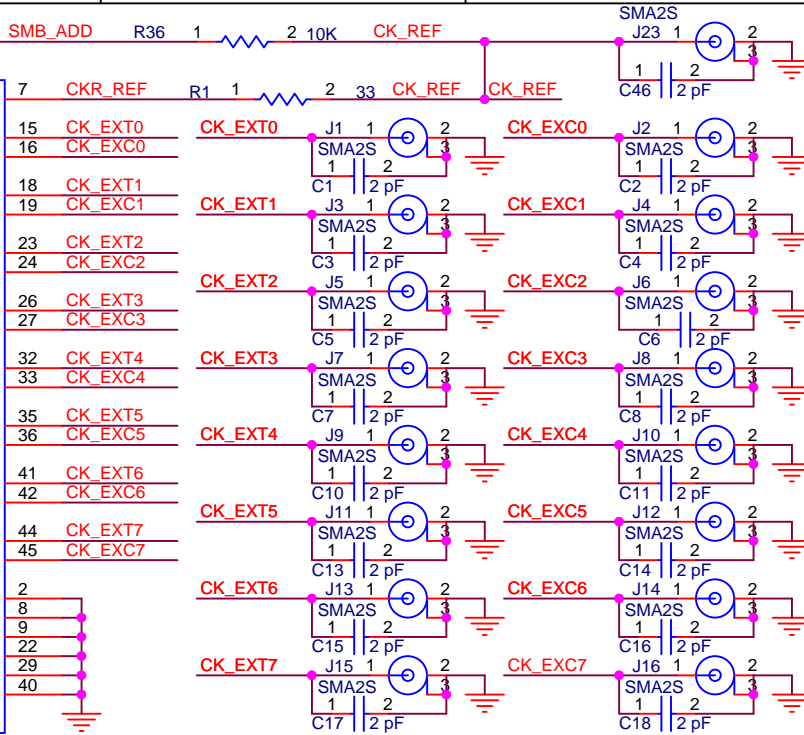 SMA2S
SMB_ADD R36 1 2 10K CK_REF J23 1 2
3
1 2
C46 2 pF
7 CKR_REF R1 1 2 33 CK_REF CK_REF
15 CK_EXT0 CK_EXT0 J1 1 2 CK_EXC0 J2 1 2
16 CK_EXC0 SMA2S 3 SMA2S 3
1 2 1 2
C1 2 pF C2 2 pF
18 CK_EXT1
19 CK_EXC1 CK_EXT1 J3 1 2 CK_EXC1 J4 1 2
SMA2S 3 SMA2S 3
23 CK_EXT2 1 2 1 2
24 CK_EXC2 C3 2 pF C4 2 pF
CK_EXT2 J5 1 2 CK_EXC2 J6 1 2
26 CK_EXT3 SMA2S 3 SMA2S 3
27 CK_EXC3 1 2 1 2
C5 2 pF C6 2 pF
32 CK_EXT4 CK_EXT3 J7 1 2 CK_EXC3 J8 1 2
33 CK_EXC4 SMA2S 3 SMA2S 3
1 2 1 2
35 CK_EXT5 C7 2 pF C8 2 pF
36 CK_EXC5 CK_EXT4 J9 1 2 CK_EXC4 J10 1 2
SMA2S 3 SMA2S 3
41 CK_EXT6 1 2 1 2
42 CK_EXC6 C10 2 pF C11 2 pF
CK_EXT5 J11 1 2 CK_EXC5 J12 1 2
44 CK_EXT7 SMA2S 3 SMA2S 3
45 CK_EXC7 1 2 1 2
C13 2 pF C14 2 pF
2 CK_EXT6 J13 1 2 CK_EXC6 J14 1 2
8 SMA2S 3 SMA2S 3
9 1 2 1 2
22 C15 2 pF C16 2 pF
29 CK_EXT7 J15 1 2 CK_EXC7 J16 1 2
40 SMA2S 3 SMA2S 3
1 2 1 2
C17 2 pF C18 2 pF